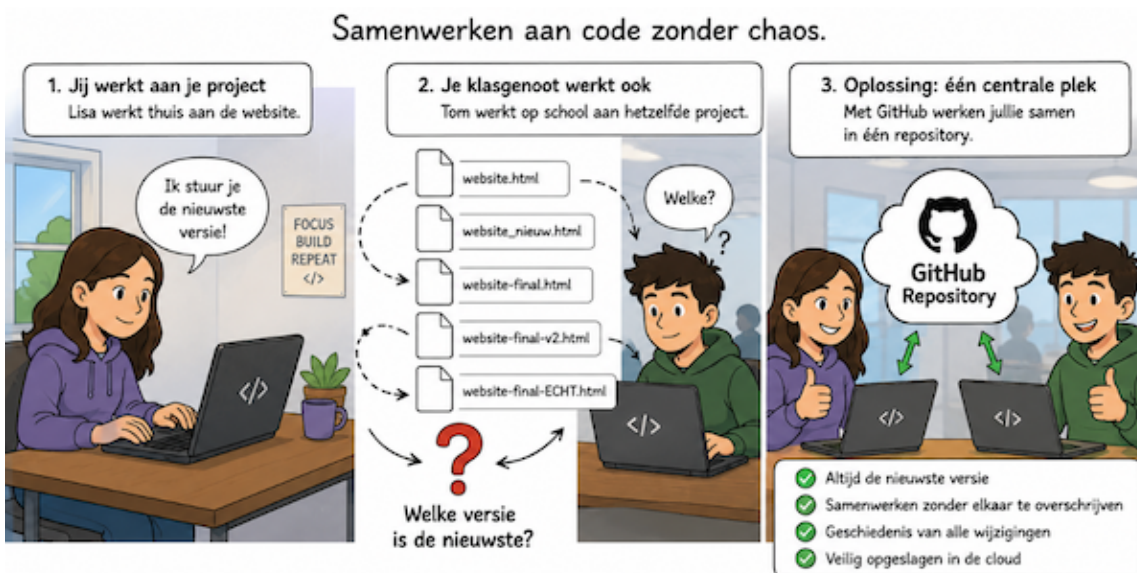 Samenwerken aan code zonder chaos.
1. Jij werkt aan je project
Lisa werkt thuis aan de website.
Ik stuur je
de nieuwste
versie!
FOCUS
BUILD
REPEAT
</>
</>
2. Je klasgenoot werkt ook
Tom werkt op school aan hetzelfde project.
website.html
website_nieuw.html
website-final.html
website-final-v2.html
website-final-ECHT.html
?
Welke versie
is de nieuwste?
Welke?
?
</>
3. Oplossing: één centrale plek
Met GitHub werken jullie samen
in één repository.
GitHub
Repository
</>
</>
Altijd de nieuwste versie
Samenwerken zonder elkaar te overschrijven
Geschiedenis van alle wijzigingen
Veilig opgeslagen in de cloud